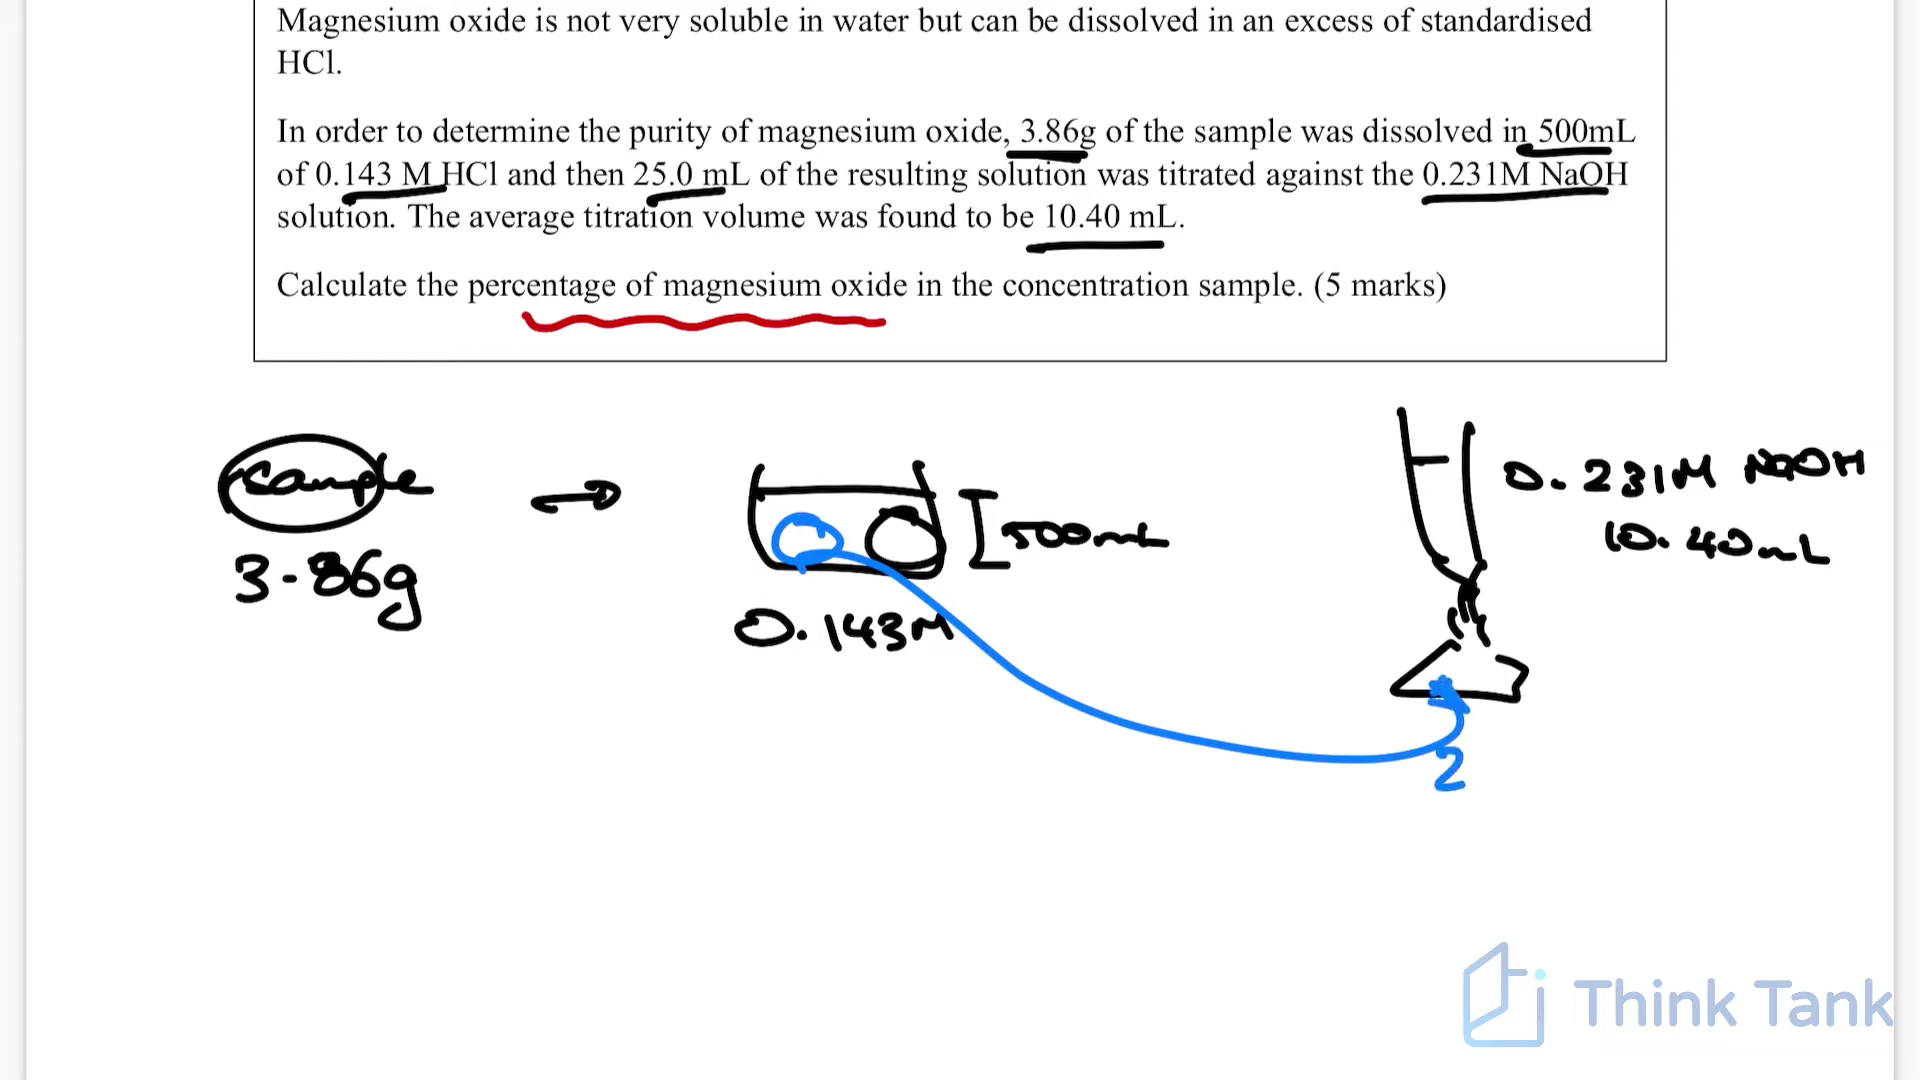 Magnesium oxide is not very soluble in water but can be dissolved in an excess of standardised
HCl.
In order to determine the purity of magnesium oxide, 3.86g of the sample was dissolved in 500mL
of 0.143 M HCl and then 25.0 mL of the resulting solution was titrated against the 0.231M NaOH
solution. The average titration volume was found to be 10.40 mL.
Calculate the percentage of magnesium oxide in the concentration sample. (5 marks)
sample
3.86g
500mL
0.143M
0.231M NaOH
10.40mL
2
Think Tank